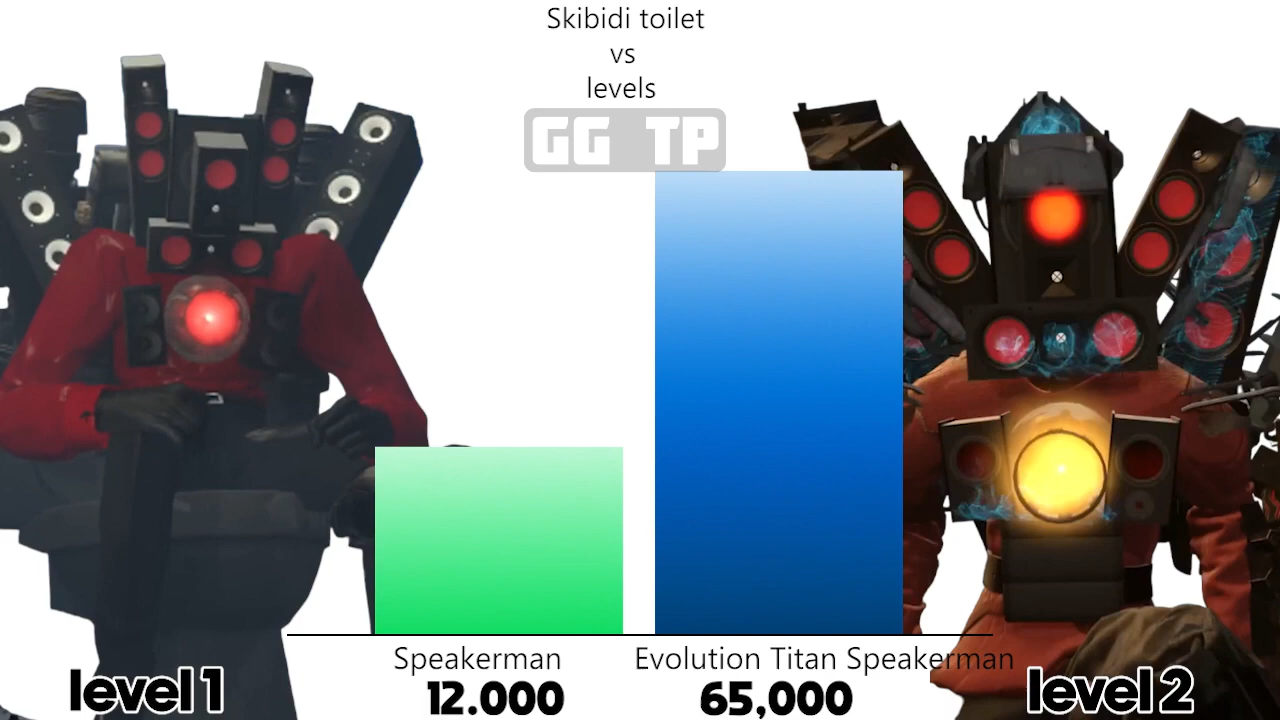 Skibidi toilet
vs
levels
GG TP
Speakerman
Evolution Titan Speakerman
level 1
12.000
65,000
level 2